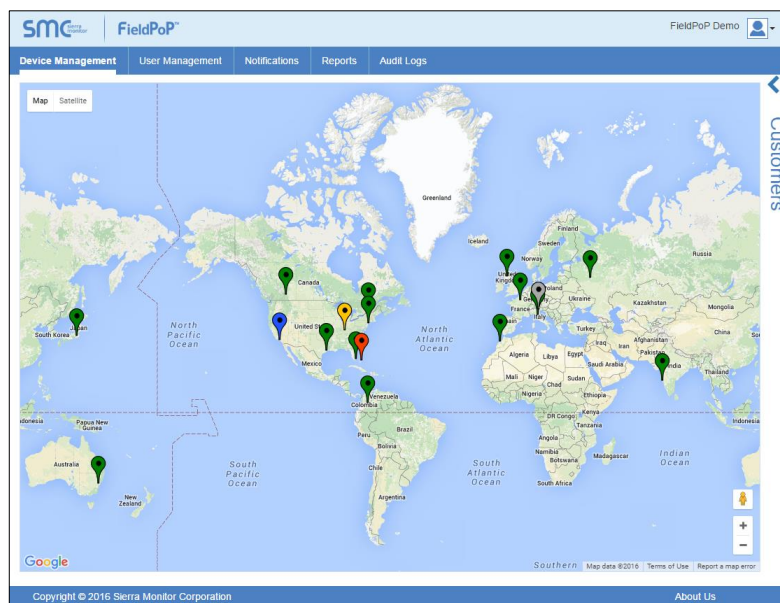 SMC sierra monitor
FieldPoP™
FieldPoP Demo
Device Management
User Management
Notifications
Reports
Audit Logs
Map
Satellite
Customers
Greenland
Iceland
Finland
Sweden
Norway
Russia
United Kingdom
Poland
Ukraine
France
Italy
Spain
Turkey
Kazakhstan
Mongolia
China
Japan
South Korea
Canada
United St
Mexico
North
Pacific
Ocean
North
Atlantic
Ocean
Algeria
Libya
Egypt
Iraq
Iran
Afghanistan
Pakistan
Saudi Arabia
India
Thailand
Mali
Niger
Chad
Sudan
Nigeria
Ethiopia
DR Congo
Kenya
Tanzania
Angola
Namibia
Botswana
Madagascar
South Africa
Venezuela
Colombia
Peru
Brazil
Bolivia
Chile
Argentina
Indonesia
Papua New
Guinea
Australia
New
Zealand
ndonesia
South
Pacific
Ocean
South
Atlantic
Ocean
Indian
Ocean
Southern
Google
Map data ©2016
Terms of Use
Report a map error
Copyright © 2016 Sierra Monitor Corporation
About Us